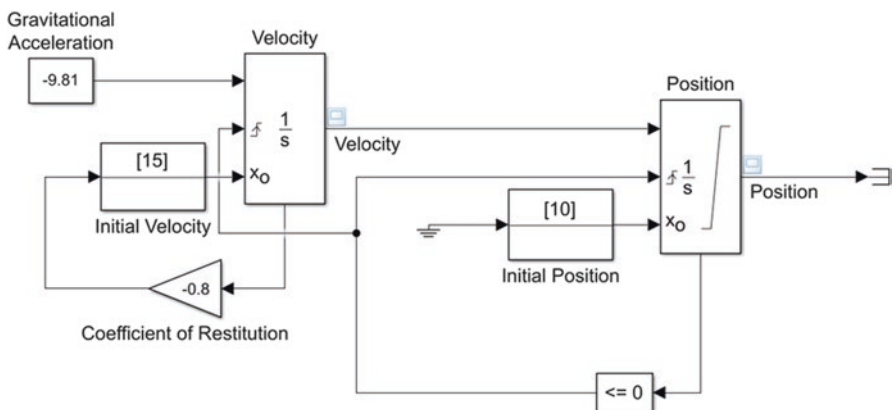 Gravitational
Acceleration
-9.81
Velocity
1
s
xo
Velocity
[15]
Initial Velocity
-0.8
Coefficient of Restitution
Position
1
s
xo
Position
[10]
Initial Position
<= 0